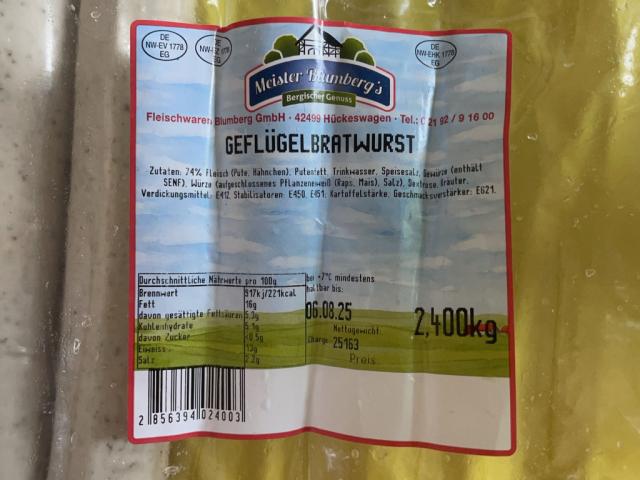 DE
NW-EV 1778
EG
DE
EG
DE
NW-EHK 1778
EG
Meister Blumberg's
Bergischer Genuss
Fleischwaren Blumberg GmbH · 42499 Hückeswagen · Tel.: 0 21 92 / 9 16 00
GEFLÜGELBRATWURST
Zutaten: 74% Fleisch (Pute, Hähnchen), Putenfett, Trinkwasser, Speisesalz, Gewürze (enthält
SENF), Würze (aufgeschlossenes Pflanzeneiweiß (Raps, Mais), Salz), Dextrose, Kräuter,
Verdickungsmittel: E412, Stabilisatoren: E450, E451, Kartoffelstärke, Geschmacksverstärker: E621.
Durchschnittliche Nährwerte pro 100g
Brennwert 917kj/221kcal
Fett 16g
davon gesättigte Fettsäuren 5,3g
Kohlenhydrate 5,1g
davon Zucker <0,5g
Eiweiss 13g
Salz 2,2g
bei +7°C mindestens
haltbar bis:
06.08.25
Nettogewicht
2,400kg
Charge 25163
Preis
2 856394 024003